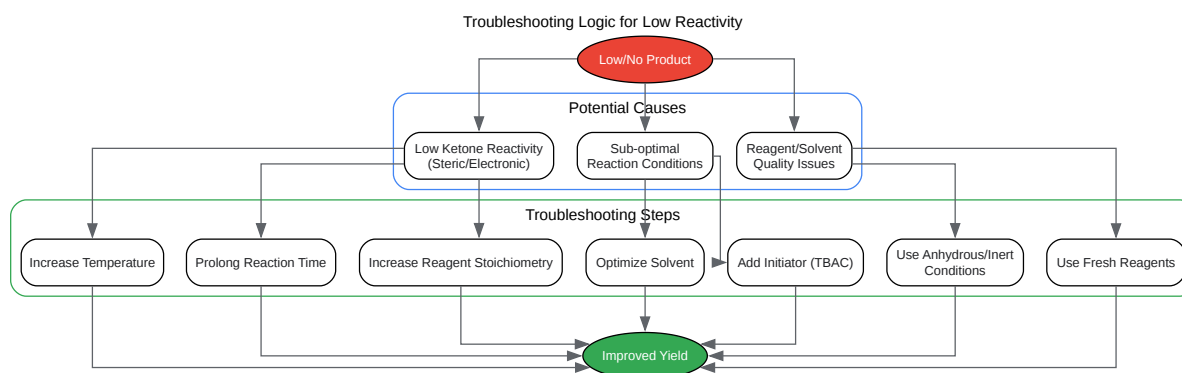 Troubleshooting Logic for Low Reactivity
Low/No Product
Potential Causes
Low Ketone Reactivity
(Steric/Electronic)
Sub-optimal
Reaction Conditions
Reagent/Solvent
Quality Issues
Troubleshooting Steps
Increase Temperature
Prolong Reaction Time
Increase Reagent Stoichiometry
Optimize Solvent
Add Initiator (TBAC)
Use Anhydrous/Inert
Conditions
Use Fresh Reagents
Improved Yield